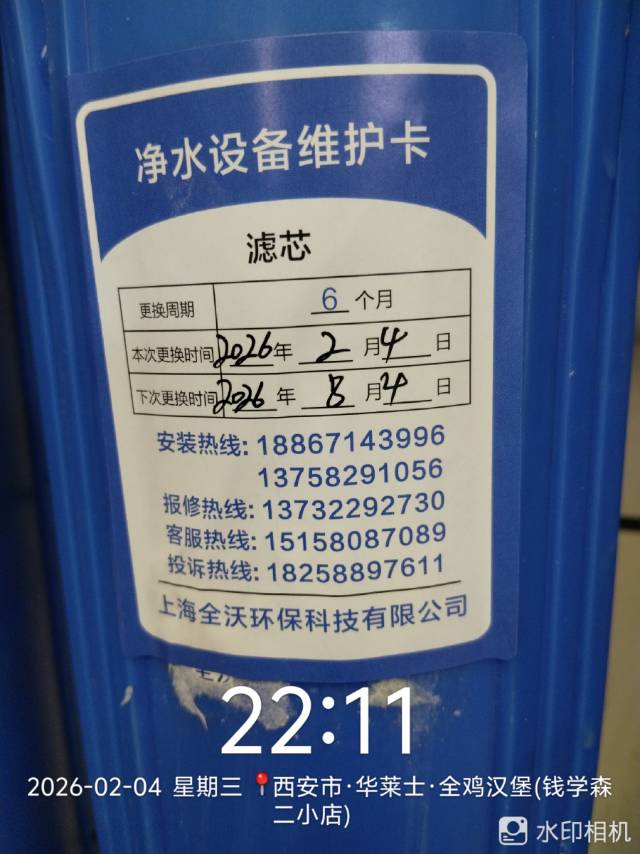 净水设备维护卡
滤芯
更换周期 6 个月
本次更换时间 2026 年 2 月 4 日
下次更换时间 2026 年 8 月 4 日
安装热线: 18867143996
13758291056
报修热线: 13732292730
客服热线: 15158087089
投诉热线: 18258897611
上海全沃环保科技有限公司
22:11
2026-02-04 星期三 📍西安市·华莱士·全鸡汉堡(钱学森
二小店)
水印相机